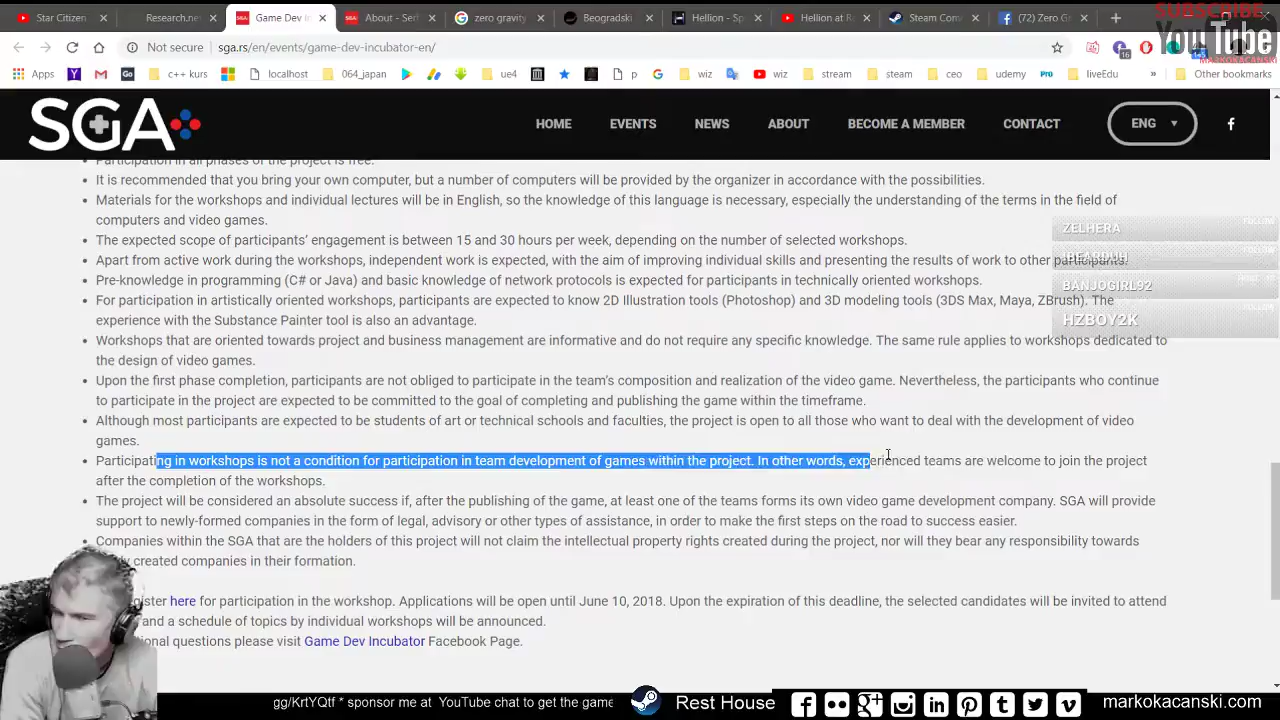 Star Citizen
Research.net
Game Dev In
About - Serb
zero gravity
Beogradski
Hellion - Sp
Hellion at R
Steam Com
(72) Zero G
SUBSCRIBE
YouTube
MARKOKACANSKI
Not secure
sga.rs/en/events/game-dev-incubator-en/
16
Apps
c++ kurs
localhost
064_japan
ue4
p
wiz
wiz
stream
steam
ceo
udemy
Pro
liveEdu
»
Other bookmarks
SGA
HOME
EVENTS
NEWS
ABOUT
BECOME A MEMBER
CONTACT
ENG
Participation in all phases of the project is free.
It is recommended that you bring your own computer, but a number of computers will be provided by the organizer in accordance with the possibilities.
Materials for the workshops and individual lectures will be in English, so the knowledge of this language is necessary, especially the understanding of the terms in the field of
computers and video games.
The expected scope of participants’ engagement is between 15 and 30 hours per week, depending on the number of selected workshops.
Apart from active work during the workshops, independent work is expected, with the aim of improving individual skills and presenting the results of work to other participants.
Pre-knowledge in programming (C# or Java) and basic knowledge of network protocols is expected for participants in technically oriented workshops.
For participation in artistically oriented workshops, participants are expected to know 2D Illustration tools (Photoshop) and 3D modeling tools (3DS Max, Maya, ZBrush). The
experience with the Substance Painter tool is also an advantage.
Workshops that are oriented towards project and business management are informative and do not require any specific knowledge. The same rule applies to workshops dedicated to
the design of video games.
Upon the first phase completion, participants are not obliged to participate in the team’s composition and realization of the video game. Nevertheless, the participants who continue
to participate in the project are expected to be committed to the goal of completing and publishing the game within the timeframe.
Although most participants are expected to be students of art or technical schools and faculties, the project is open to all those who want to deal with the development of video
games.
Participating in workshops is not a condition for participation in team development of games within the project. In other words, experienced teams are welcome to join the project
after the completion of the workshops.
The project will be considered an absolute success if, after the publishing of the game, at least one of the teams forms its own video game development company. SGA will provide
support to newly-formed companies in the form of legal, advisory or other types of assistance, in order to make the first steps on the road to success easier.
Companies within the SGA that are the holders of this project will not claim the intellectual property rights created during the project, nor will they bear any responsibility towards
created companies in their formation.
here for participation in the workshop. Applications will be open until June 10, 2018. Upon the expiration of this deadline, the selected candidates will be invited to attend
and a schedule of topics by individual workshops will be announced.
questions please visit Game Dev Incubator Facebook Page.
ZELHERA
BANJOGIRL92
HZBOY2K
gg/KrtYQtf * sponsor me at YouTube chat to get the game
Rest House
markokacanski.com